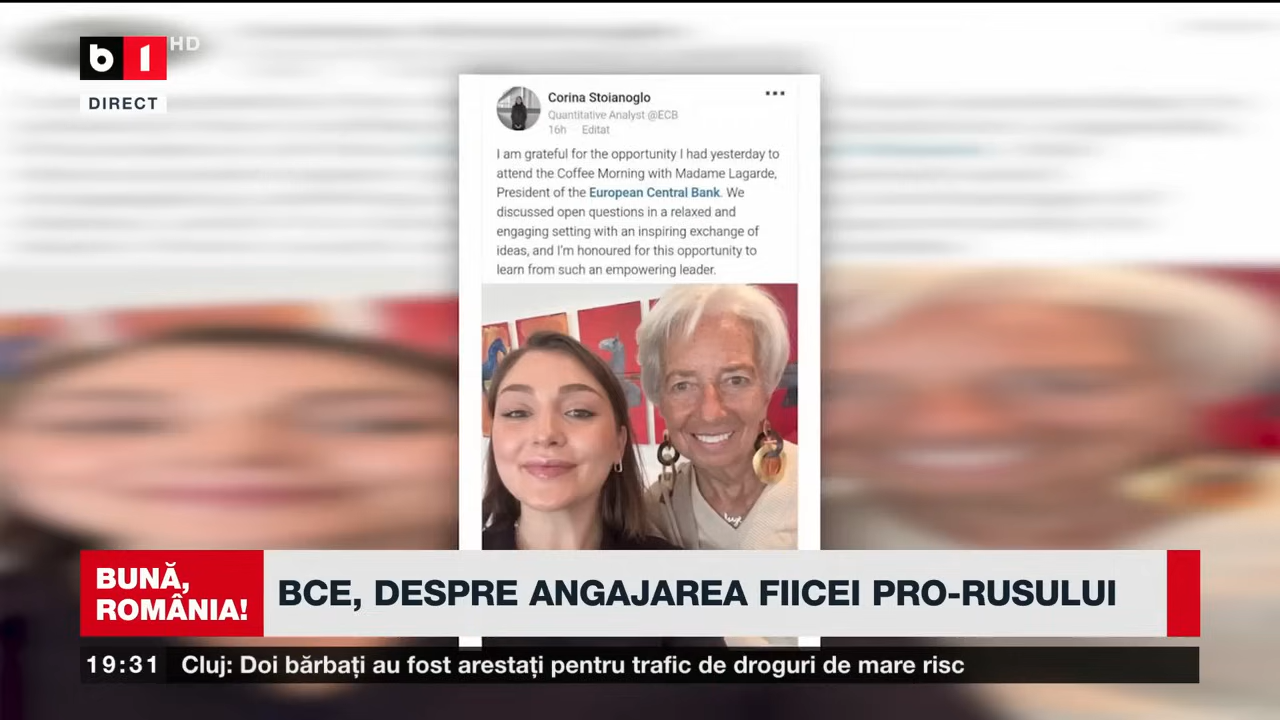 b1 HD
DIRECT
Corina Stoianoglo
Quantitative Analyst @ECB
16h · Editat
I am grateful for the opportunity I had yesterday to
attend the Coffee Morning with Madame Lagarde,
President of the European Central Bank. We
discussed open questions in a relaxed and
engaging setting with an inspiring exchange of
ideas, and I'm honoured for this opportunity to
learn from such an empowering leader.
BUNĂ,
ROMÂNIA!
BCE, DESPRE ANGAJAREA FIICEI PRO-RUSULUI
19:31 Cluj: Doi bărbați au fost arestați pentru trafic de droguri de mare risc